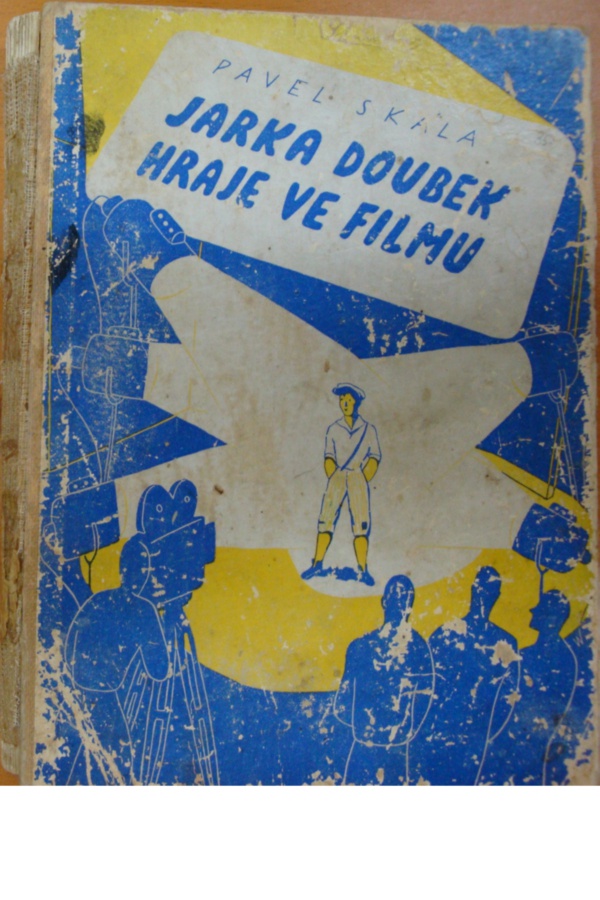 PAVEL SKÁLA
JARKA DOUBEK
HRAJE VE FILMU